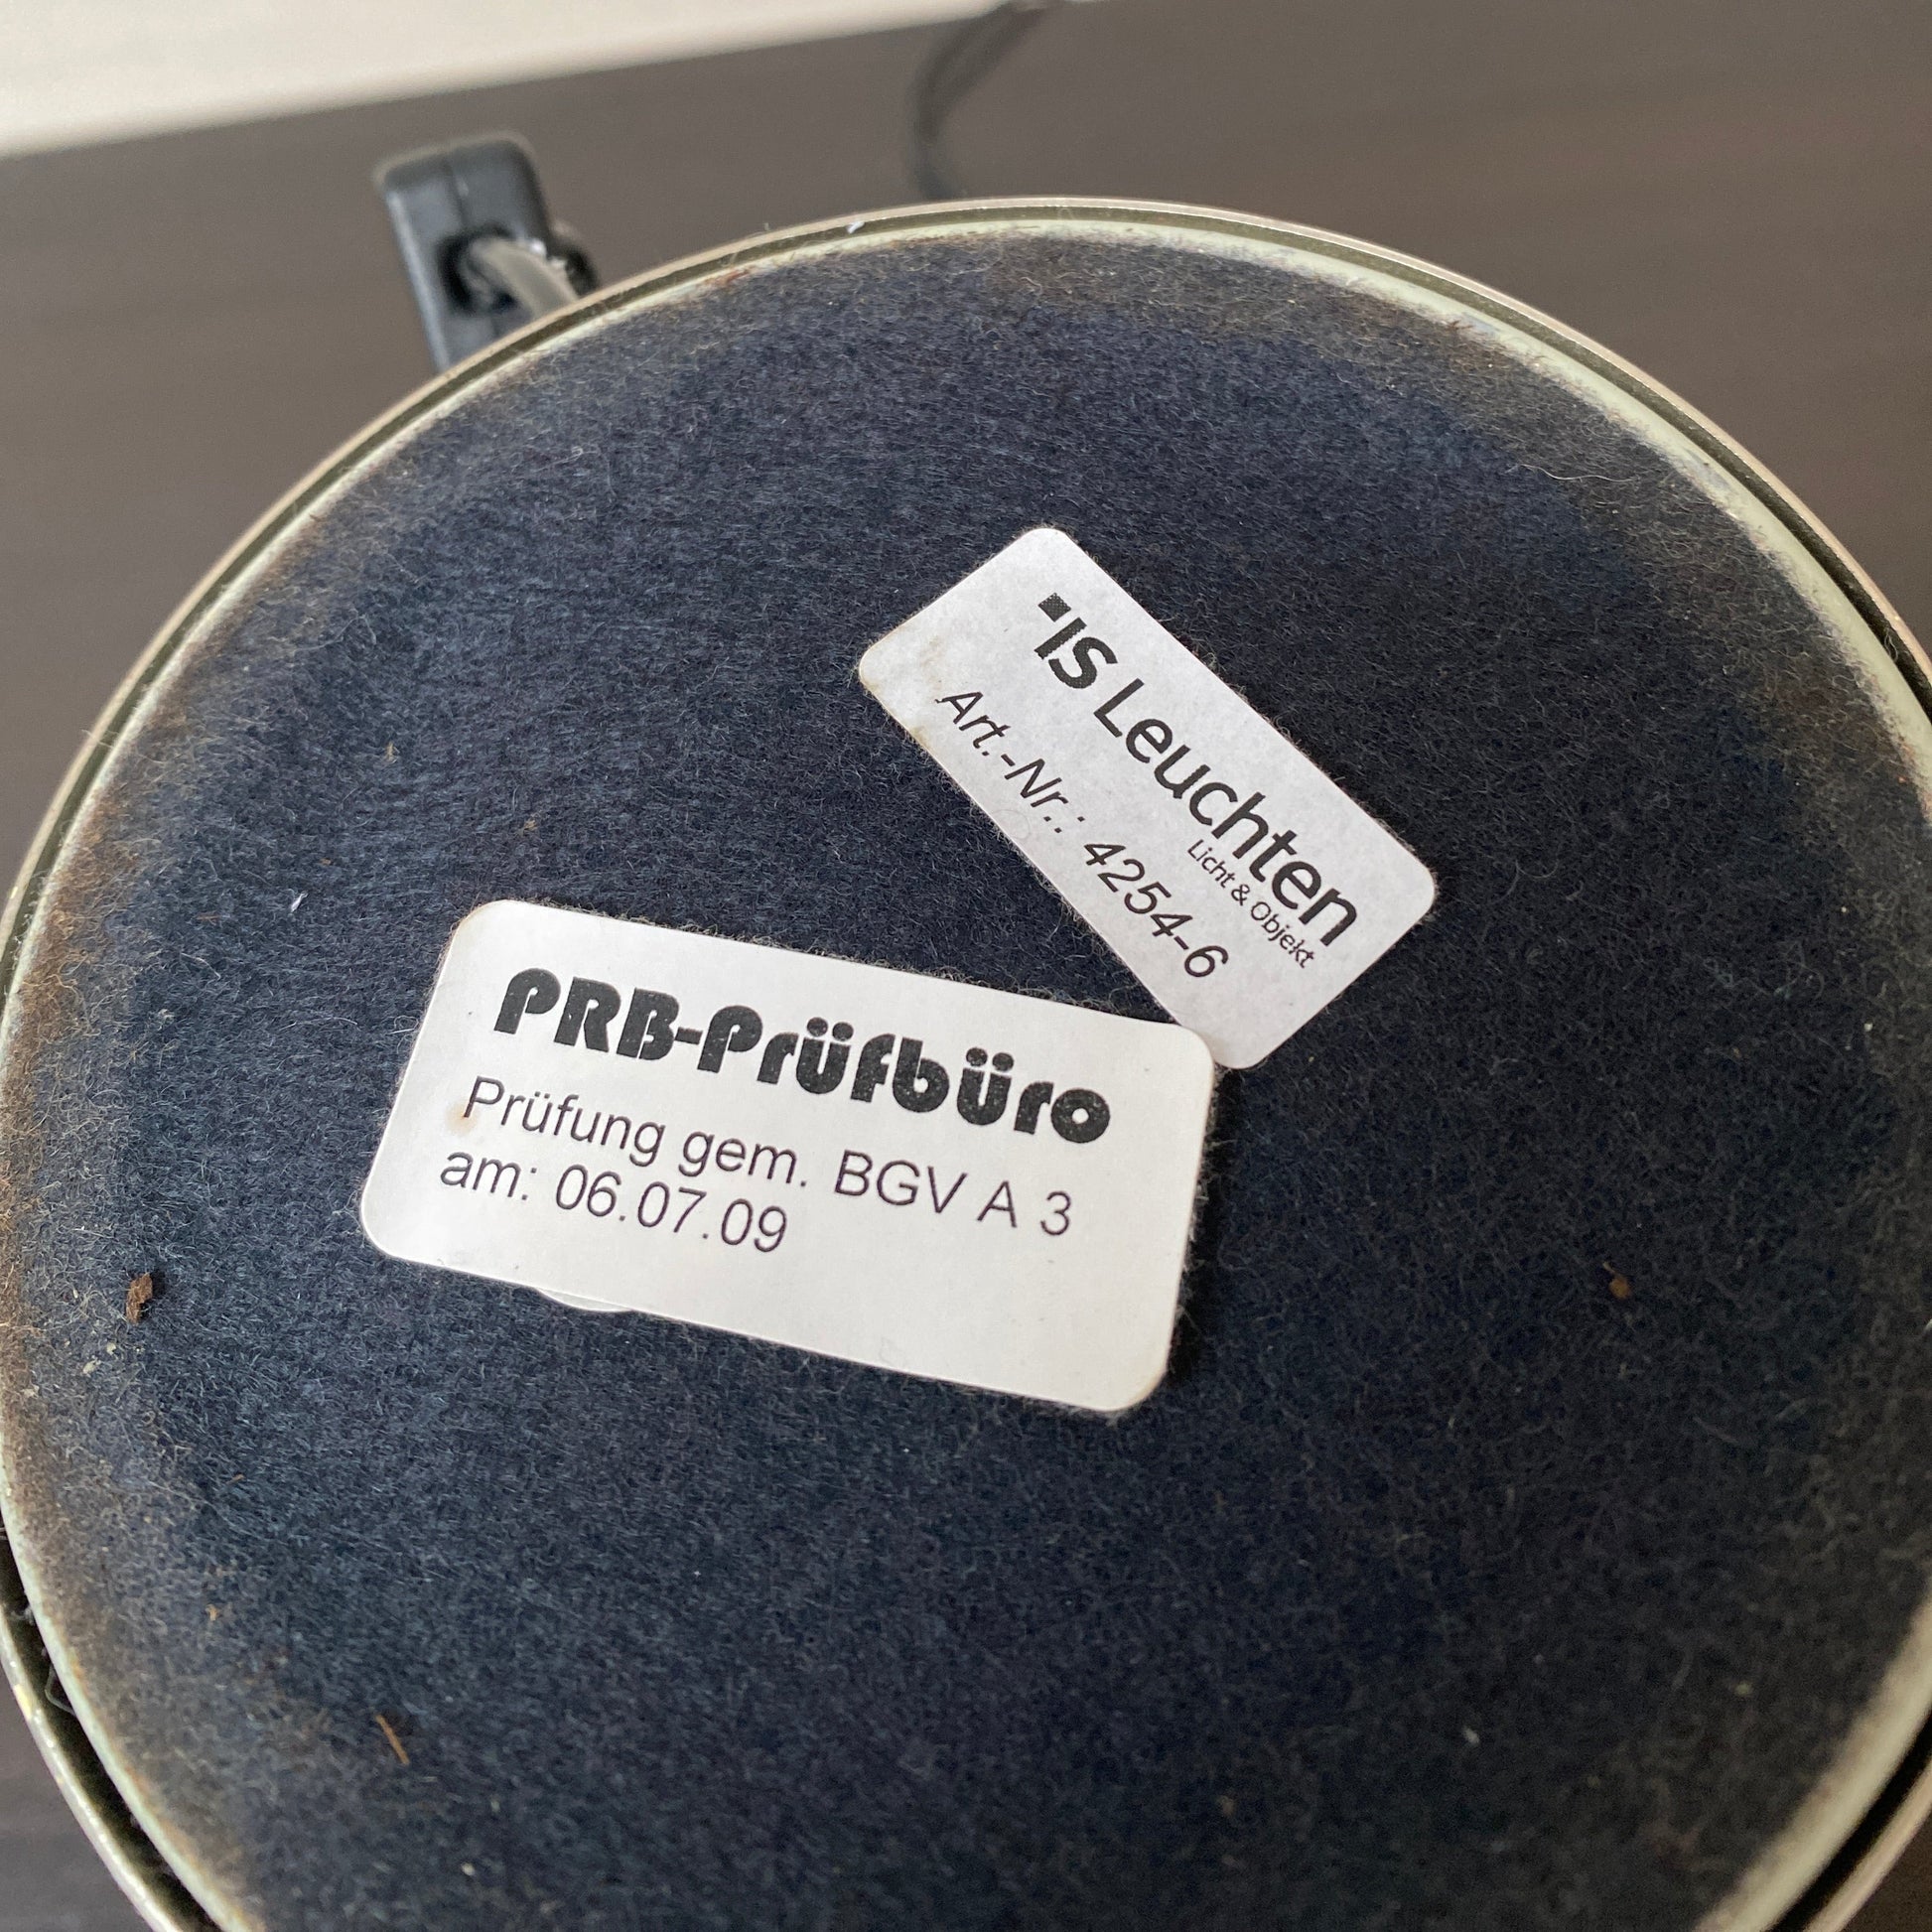 IS Leuchten
Licht & Objekt
Art.-Nr.: 4254-6
PRB-Prüfbüro
Prüfung gem. BGV A 3
am: 06.07.09